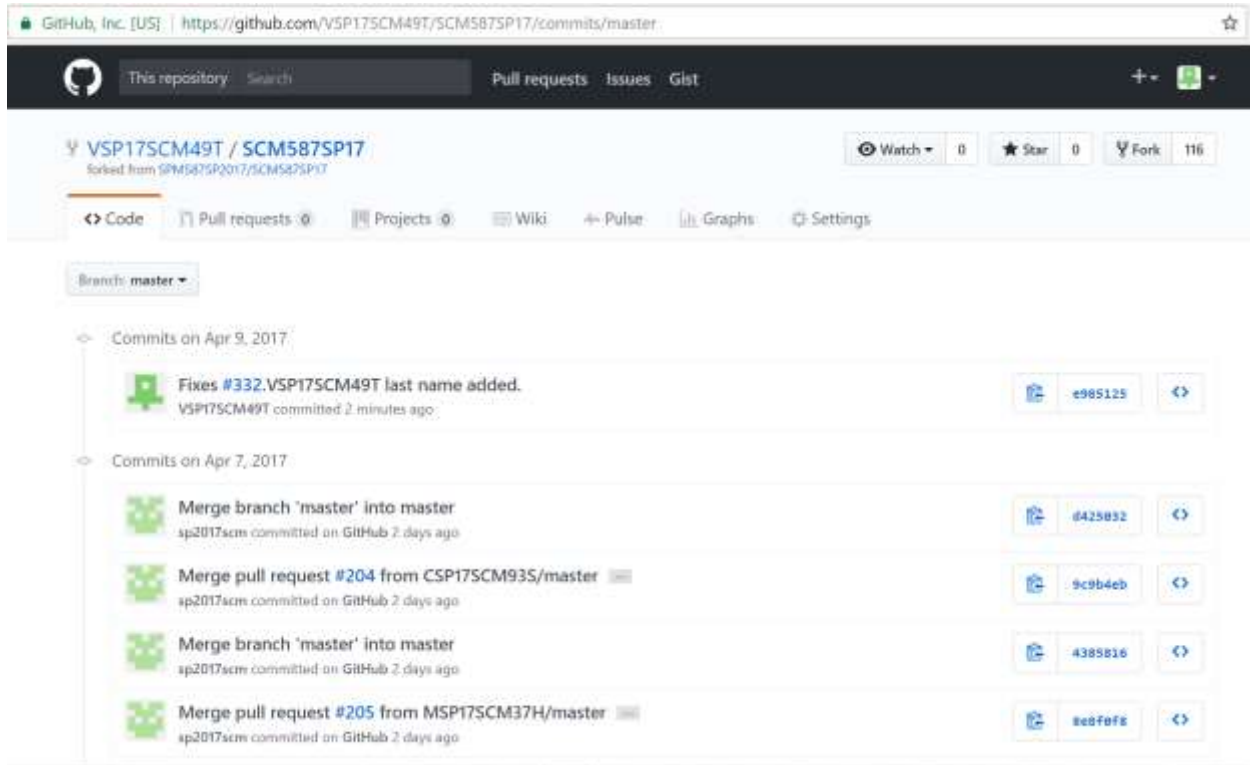 GitHub, Inc. [US] | https://github.com/VSP17SCM49T/SCM587SP17/commits/master
This repository Search Pull requests Issues Gist
VSP17SCM49T / SCM587SP17 Watch 0 Star 0 Fork 116
forked from SPM587SP2017/SCM587SP17
Code Pull requests 0 Projects 0 Wiki Pulse Graphs Settings
Branch: master
Commits on Apr 9, 2017
Fixes #332.VSP17SCM49T last name added.
VSP17SCM49T committed 2 minutes ago e985125
Commits on Apr 7, 2017
Merge branch 'master' into master
sp2017scm committed on GitHub 2 days ago d425032
Merge pull request #204 from CSP17SCM93S/master
sp2017scm committed on GitHub 2 days ago 9c9b4eb
Merge branch 'master' into master
sp2017scm committed on GitHub 2 days ago 4385816
Merge pull request #205 from MSP17SCM37H/master
sp2017scm committed on GitHub 2 days ago